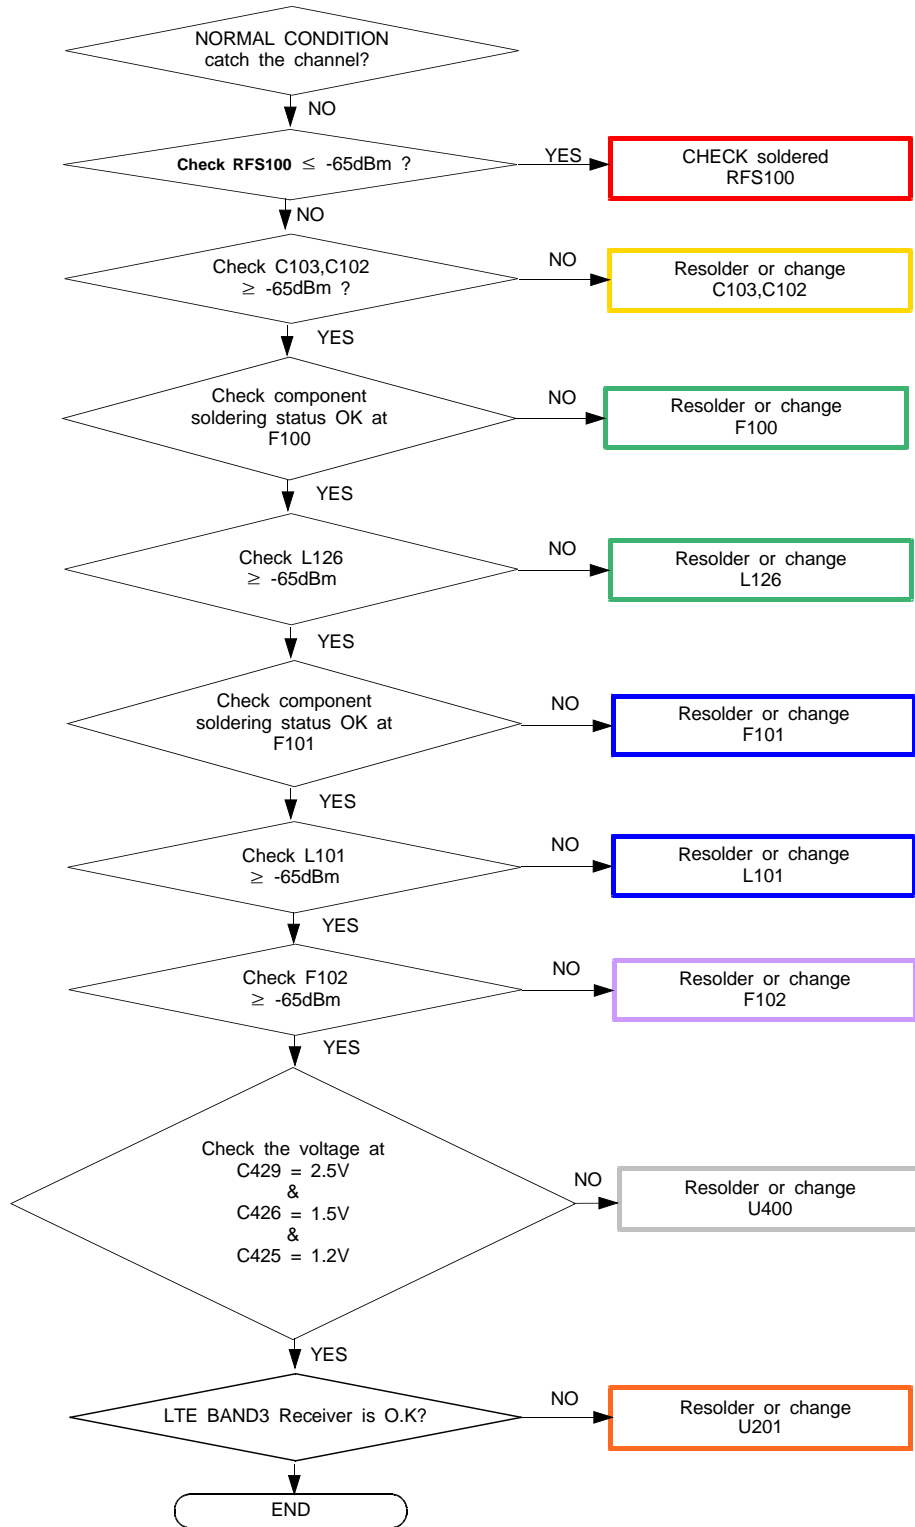 NORMAL CONDITION
catch the channel?
NO
Check RFS100 ≤ -65dBm ?
YES
CHECK soldered
RFS100
NO
Check C103,C102
≥ -65dBm ?
NO
Resolder or change
C103,C102
YES
Check component
soldering status OK at
F100
NO
Resolder or change
F100
YES
Check L126
≥ -65dBm
NO
Resolder or change
L126
YES
Check component
soldering status OK at
F101
NO
Resolder or change
F101
YES
Check L101
≥ -65dBm
NO
Resolder or change
L101
YES
Check F102
≥ -65dBm
NO
Resolder or change
F102
YES
Check the voltage at
C429 = 2.5V
&
C426 = 1.5V
&
C425 = 1.2V
NO
Resolder or change
U400
YES
LTE BAND3 Receiver is O.K?
NO
Resolder or change
U201
END